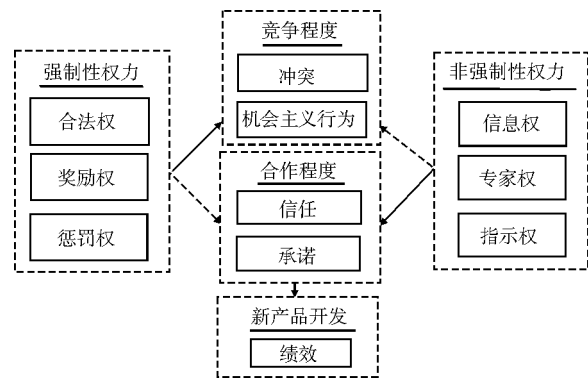 强制性权力
合法权
奖励权
惩罚权
竞争程度
冲突
机会主义行为
合作程度
信任
承诺
新产品开发
绩效
非强制性权力
信息权
专家权
指示权